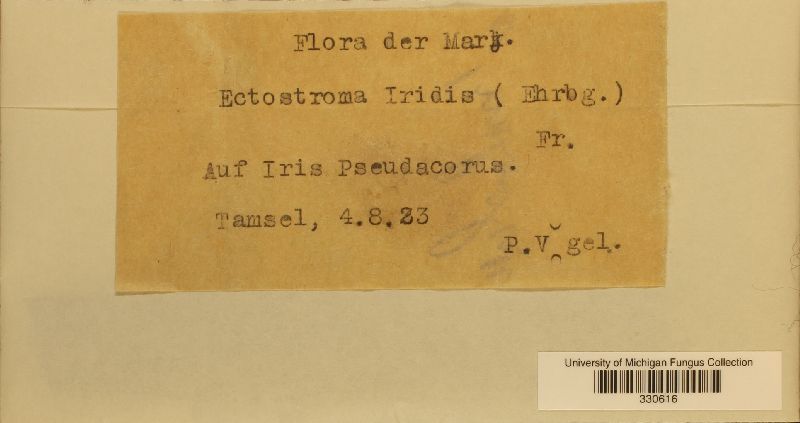 Flora der Mark.
Ectostroma Iridis ( Ehrbg.)
Fr.
Auf Iris Pseudacorus.
Tamsel, 4.8.23
P.Vogel.
University of Michigan Fungus Collection
330616